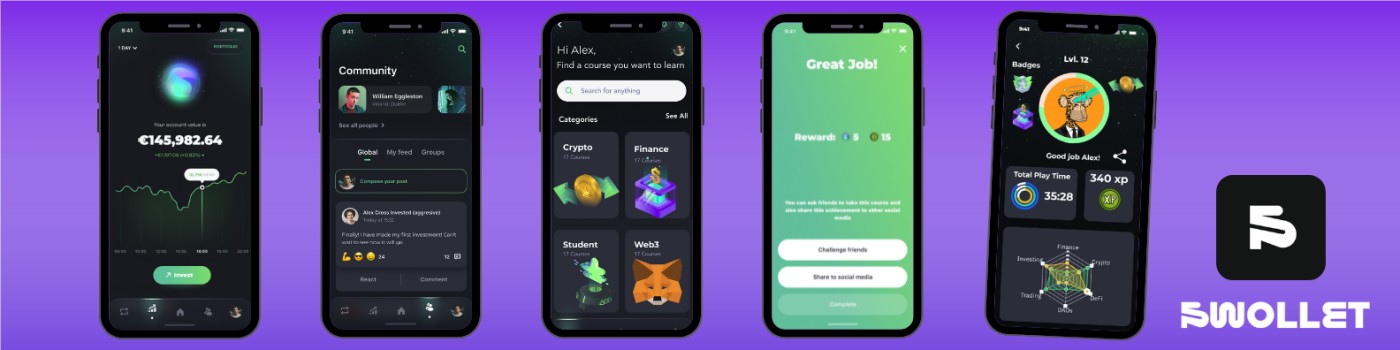 9:41
1 DAY
PORTFOLIO
Your account value is
€145,982.64
Invest
9:41
Community
William Eggleston
Ireland, Dublin
See all people
Global My feed Groups
Compose your post
Alex Gross Invested (aggresive)
Today at 15:32
Finally! I have made my first investment! Can't
wait to see how it will go
24 12
React Comment
Hi Alex,
Find a course you want to learn
Search for anything
Categories See All
Crypto Finance
17 Courses 17 Courses
Student Web3
17 Courses 17 Courses
9:41
Great Job!
Reward: 5 15
You can ask friends to take this course and
also share this achievement to other social
media
Challenge friends
Share to social media
Complete
9:41
Lvl. 12
Badges
Good job Alex!
Total Play Time
35:28
340 xp
XP
Finance
Investing Crypto
Trading DeFi
DAOs
SWOLLET